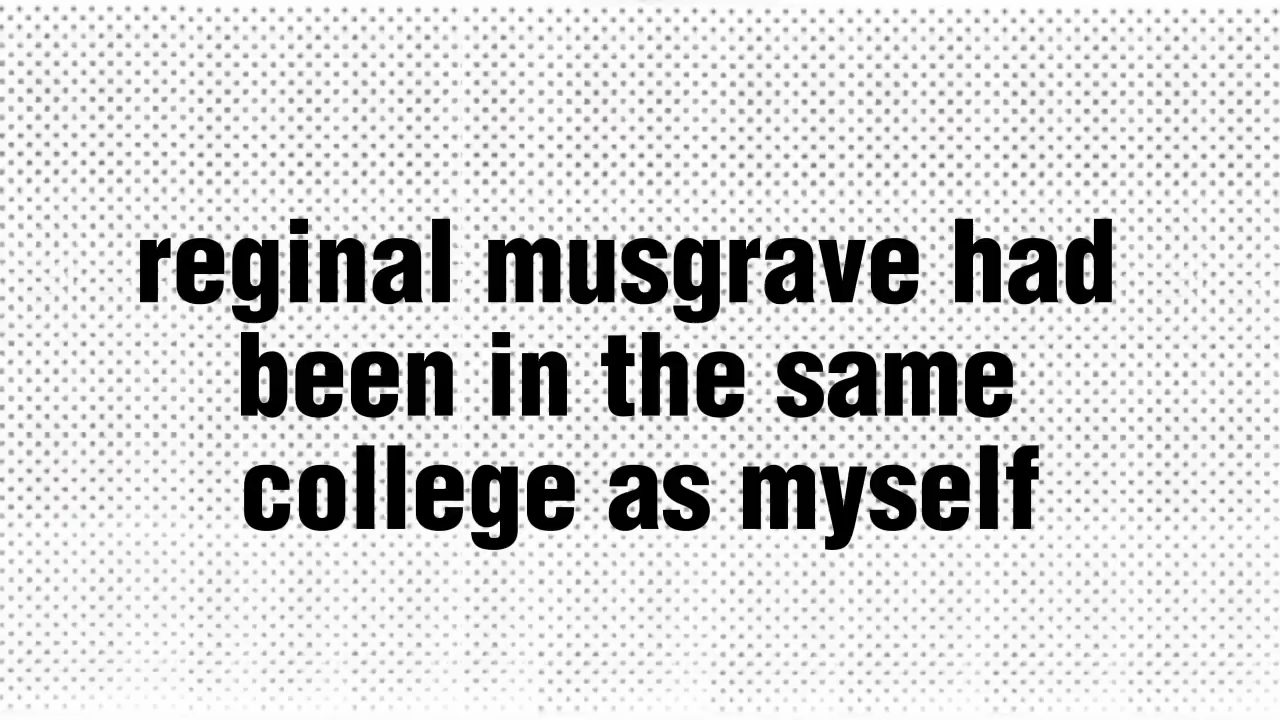 reginal musgrave had
been in the same
college as myself